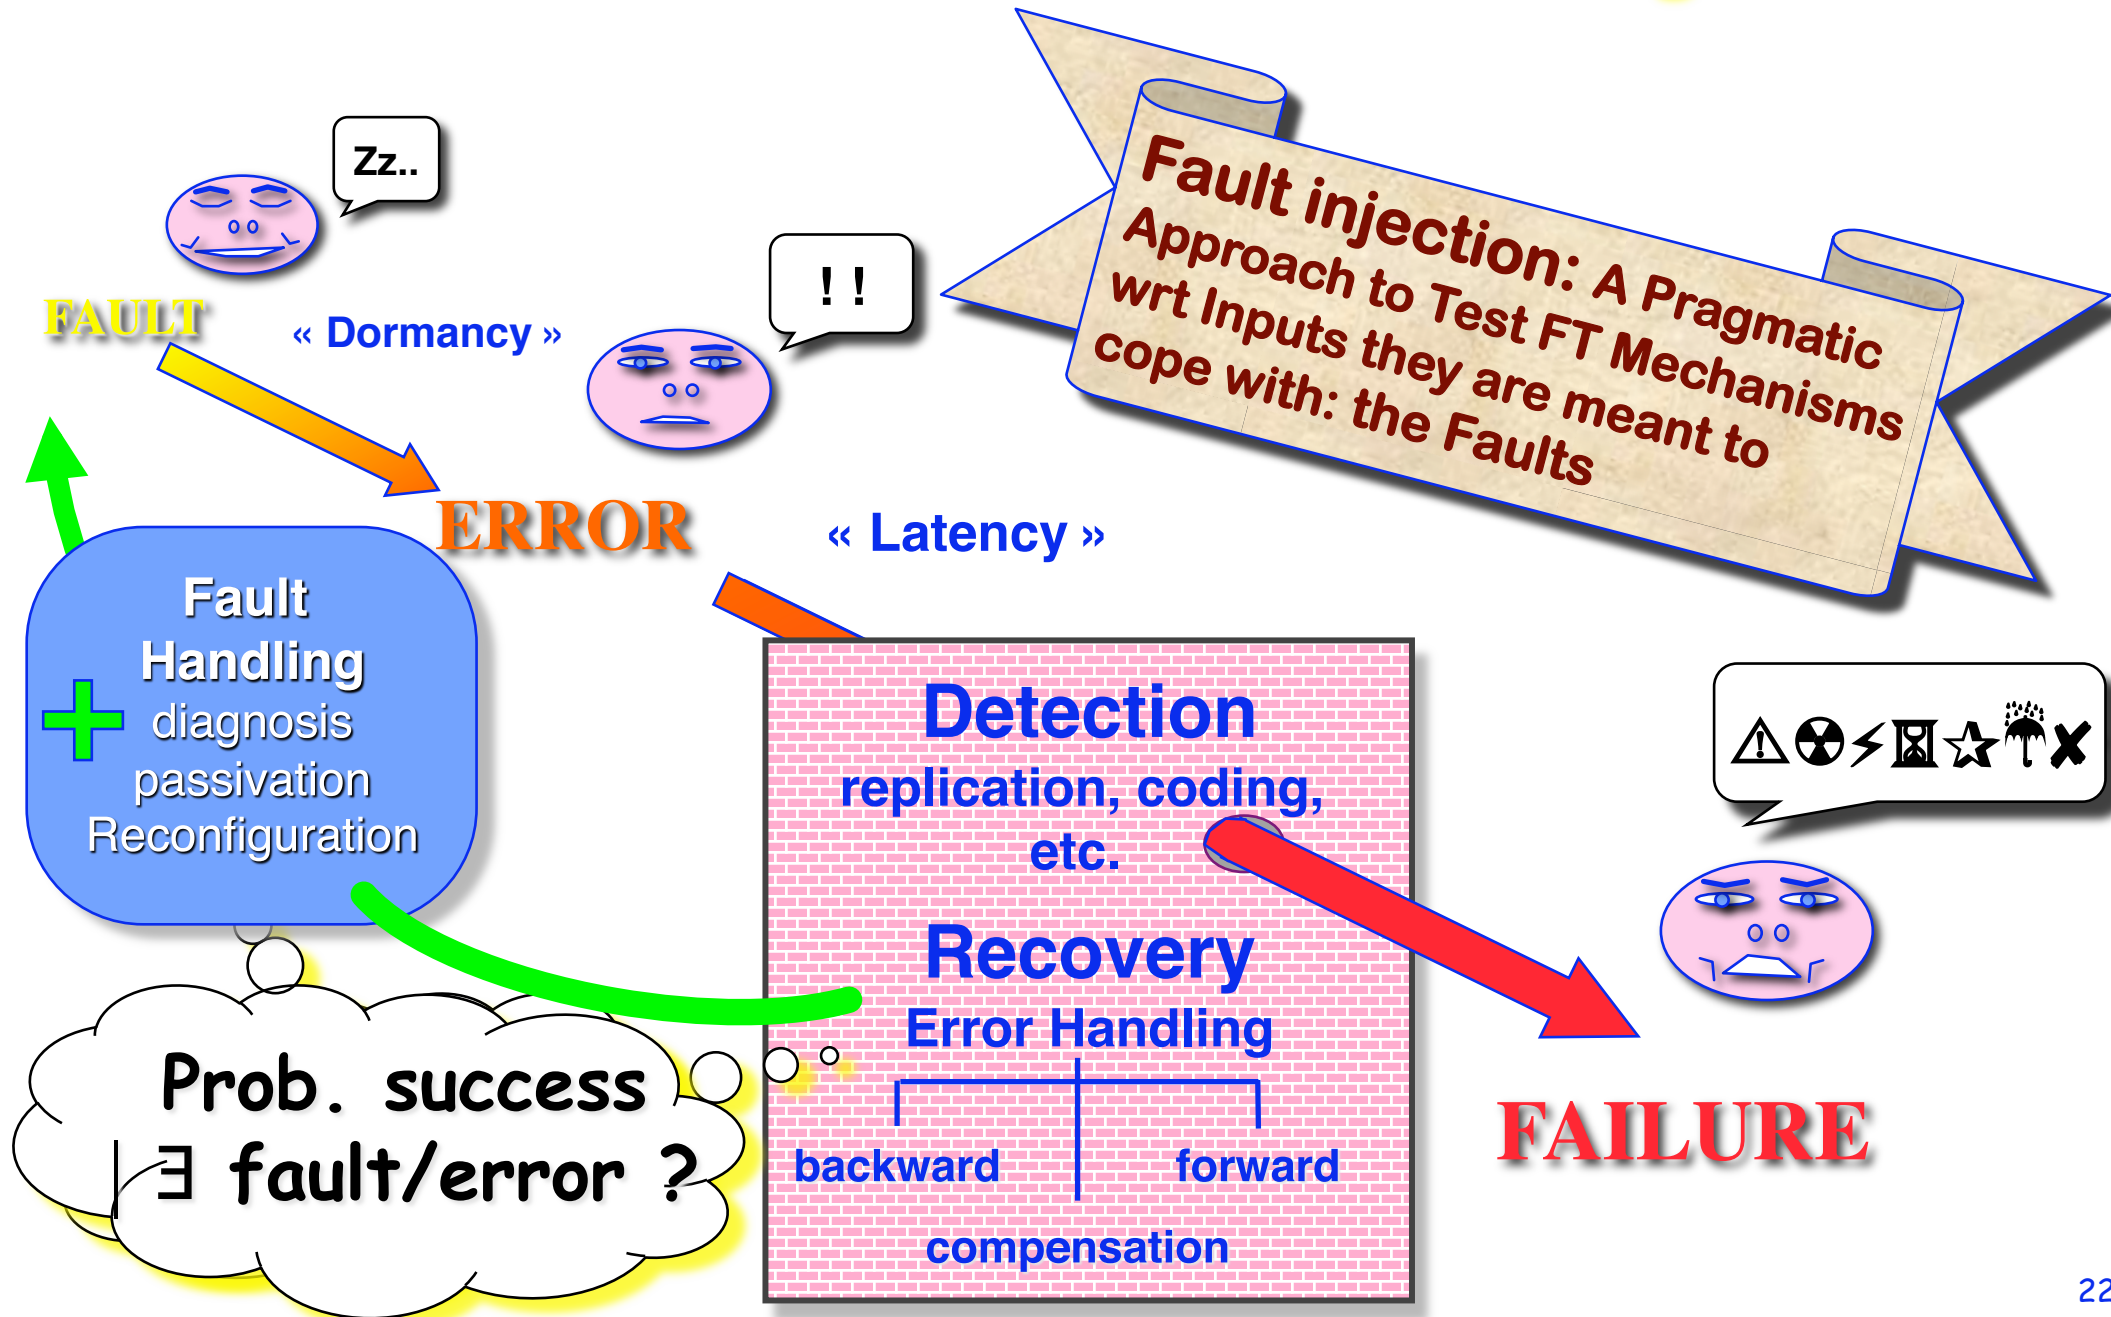 Zz..
FAULT
« Dormancy »
! !
Fault injection: A Pragmatic
Approach to Test FT Mechanisms
wrt Inputs they are meant to
cope with: the Faults
ERROR
« Latency »
Fault
Handling
diagnosis
passivation
Reconfiguration
+
Detection
replication, coding,
etc.
Recovery
Error Handling
backward forward
compensation
⚠☢⚡⌛✰☔✘
FAILURE
Prob. success
| ∃ fault/error ?
22